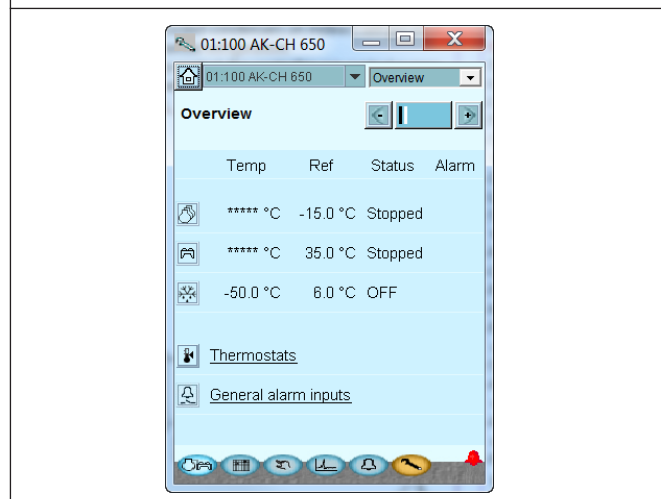 01:100 AK-CH 650
01:100 AK-CH 650 Overview
Overview
Temp Ref Status Alarm
***** °C -15.0 °C Stopped
***** °C 35.0 °C Stopped
-50.0 °C 6.0 °C OFF
Thermostats
General alarm inputs